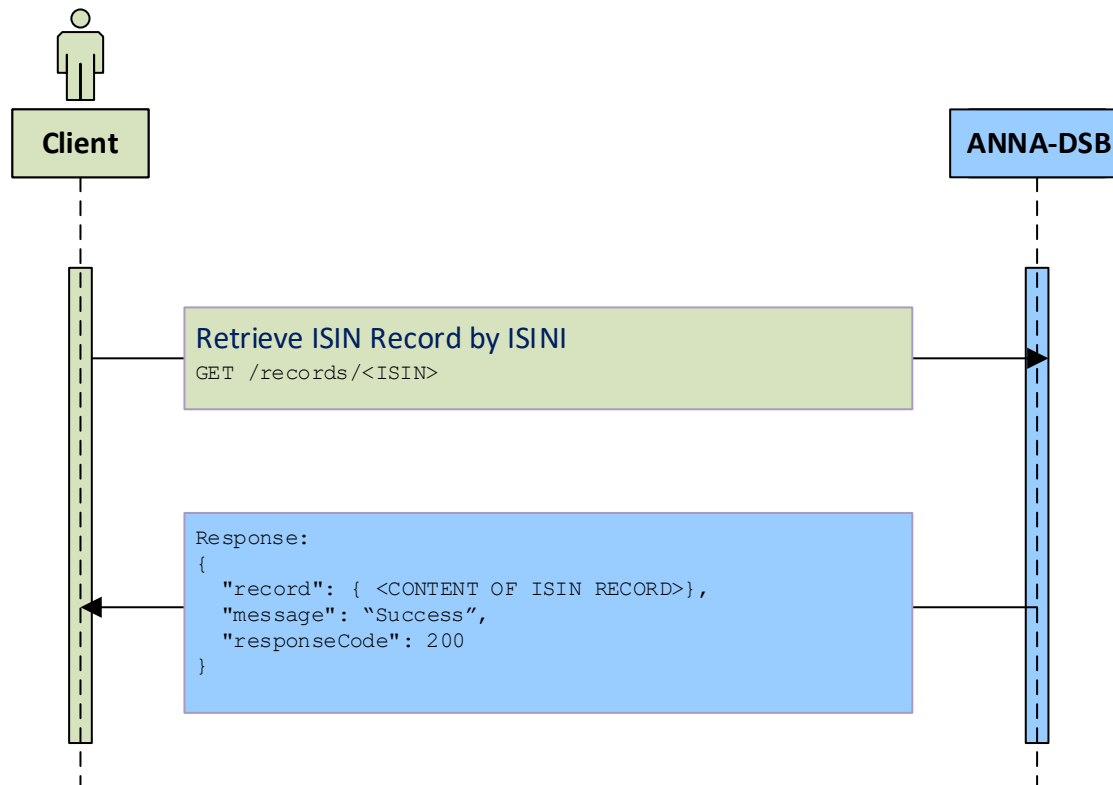 Client
ANNA-DSB
Retrieve ISIN Record by ISINI
GET /records/<ISIN>
Response:
{
  "record": { <CONTENT OF ISIN RECORD>},
  "message": “Success”,
  "responseCode": 200
}